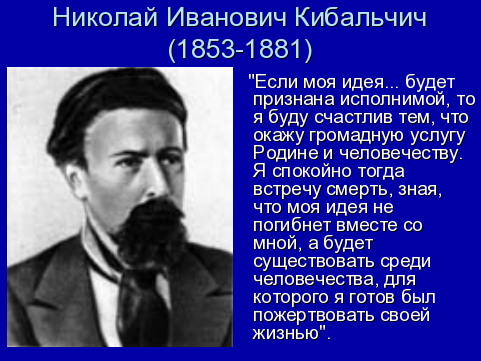 Николай Иванович Кибальчич
(1853-1881)
"Если моя идея... будет
признана исполнимой, то
я буду счастлив тем, что
окажу громадную услугу
Родине и человечеству.
Я спокойно тогда
встречу смерть, зная,
что моя идея не
погибнет вместе со
мной, а будет
существовать среди
человечества, для
которого я готов был
пожертвовать своей
жизнью".